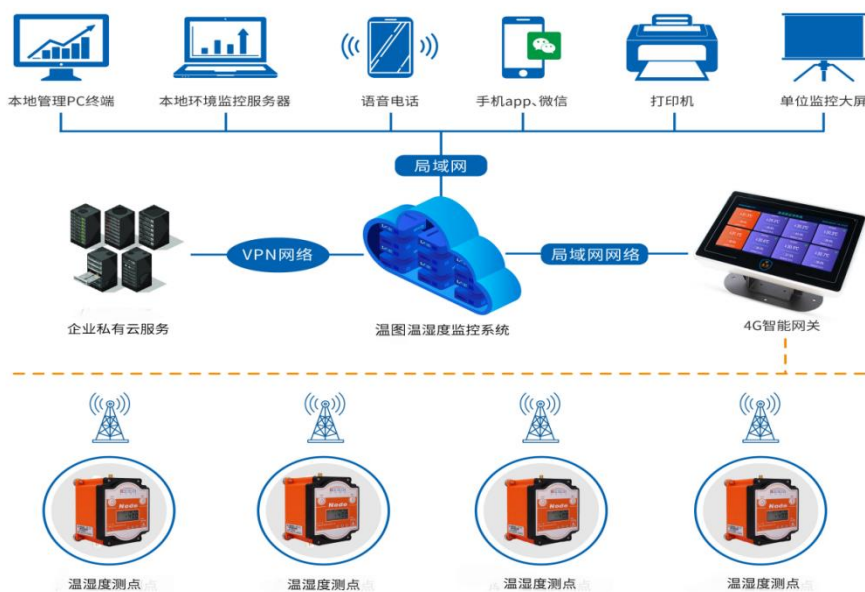 本地管理PC终端
本地环境监控服务器
语音电话
手机app、微信
打印机
单位监控大屏
局域网
VPN网络
局域网网络
企业私有云服务
温图温湿度监控系统
4G智能网关
Node
Node
Node
Node
温湿度测点
温湿度测点
温湿度测点
温湿度测点